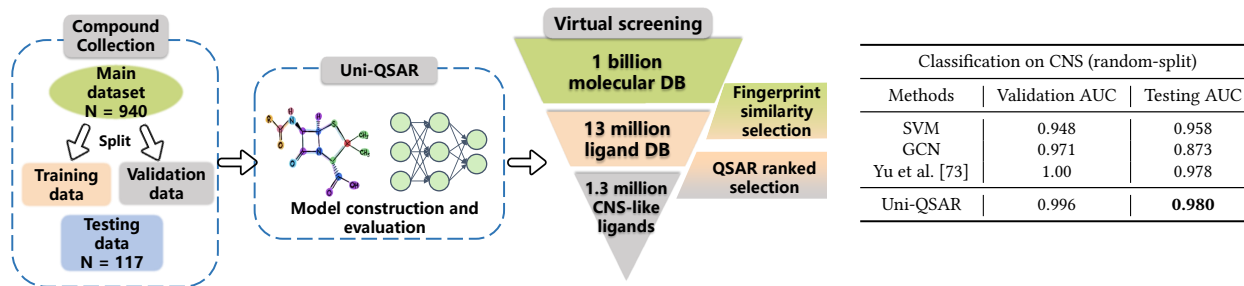 Compound
Collection
Main
dataset
N = 940
Split
Training
data
Validation
data
Testing
data
N = 117
Uni-QSAR
R
H
N
O
H
S
CH₃
CH₃
N
O
O
OH
Model construction and
evaluation
Virtual screening
1 billion
molecular DB
Fingerprint
similarity
selection
13 million
ligand DB
QSAR ranked
selection
1.3 million
CNS-like
ligands
Classification on CNS (random-split)
Methods Validation AUC Testing AUC
SVM 0.948 0.958
GCN 0.971 0.873
Yu et al. [73] 1.00 0.978
Uni-QSAR 0.996 0.980